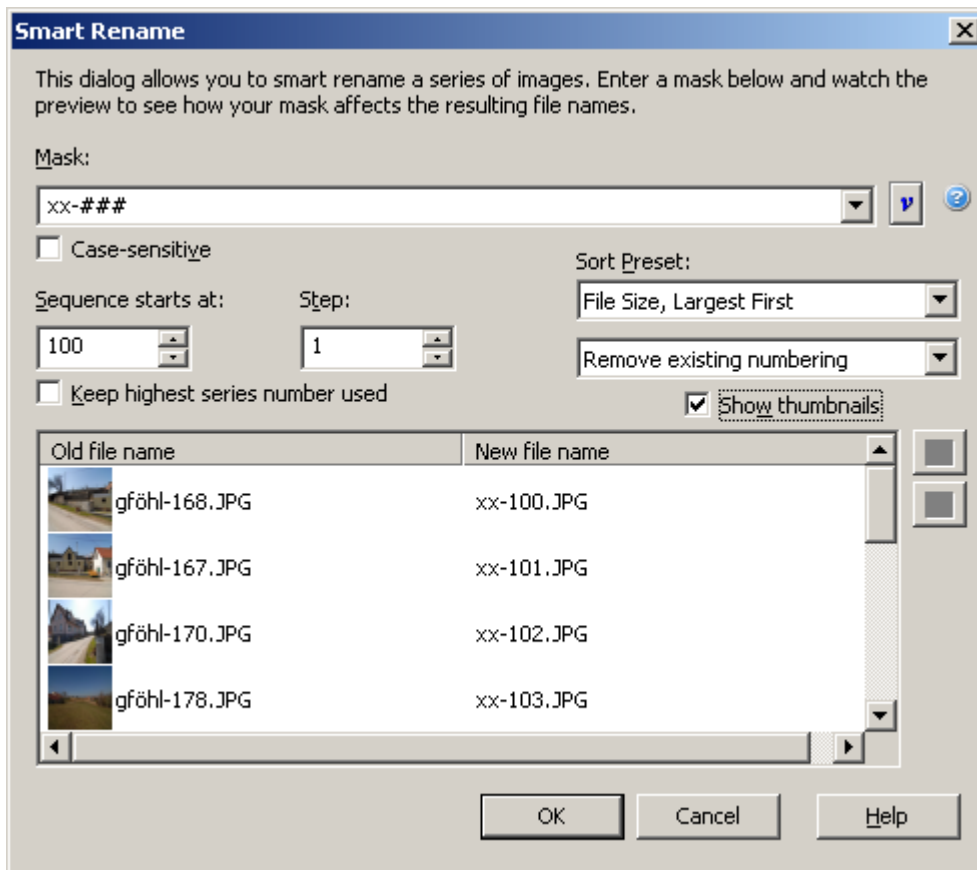 Smart Rename
This dialog allows you to smart rename a series of images. Enter a mask below and watch the
preview to see how your mask affects the resulting file names.
Mask:
xx-###
v
?
Case-sensitive
Sort Preset:
Sequence starts at: Step:
File Size, Largest First
100 1
Remove existing numbering
Keep highest series number used
Show thumbnails
Old file name New file name
gföhl-168.JPG xx-100.JPG
gföhl-167.JPG xx-101.JPG
gföhl-170.JPG xx-102.JPG
gföhl-178.JPG xx-103.JPG
OK Cancel Help